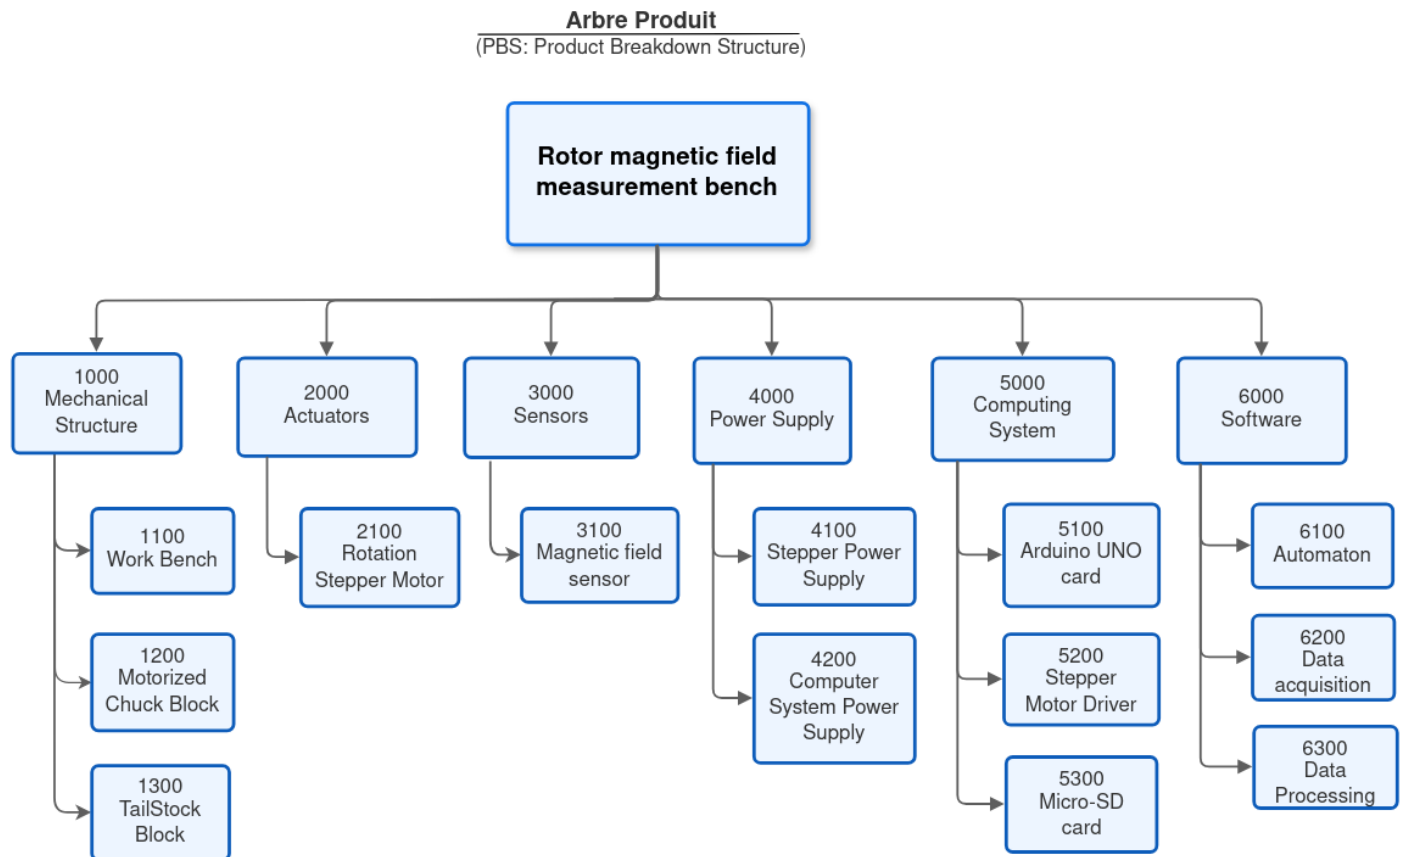 Arbre Produit
(PBS: Product Breakdown Structure)
Rotor magnetic field
measurement bench
1000
Mechanical
Structure
2000
Actuators
3000
Sensors
4000
Power Supply
5000
Computing
System
6000
Software
1100
Work Bench
1200
Motorized
Chuck Block
1300
TailStock
Block
2100
Rotation
Stepper Motor
3100
Magnetic field
sensor
4100
Stepper Power
Supply
4200
Computer
System Power
Supply
5100
Arduino UNO
card
5200
Stepper
Motor Driver
5300
Micro-SD
card
6100
Automaton
6200
Data
acquisition
6300
Data
Processing